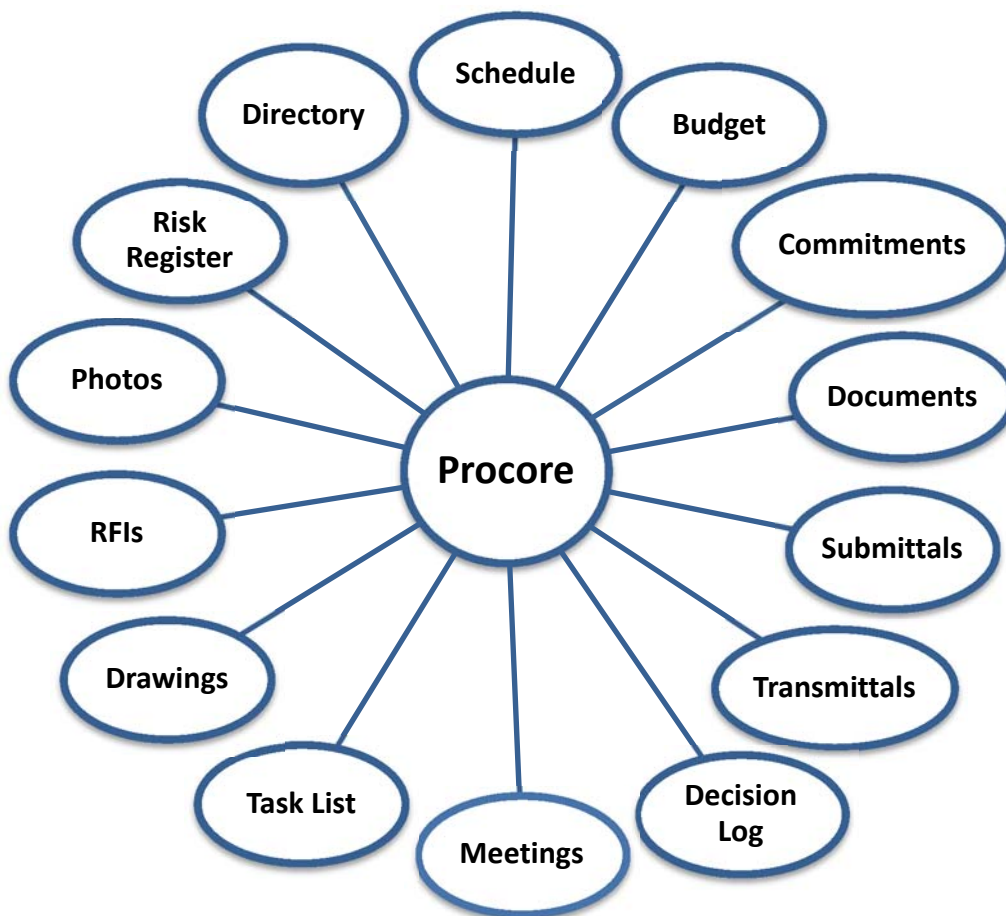 Schedule
Directory
Budget
Risk
Register
Commitments
Photos
Documents
Procore
RFIs
Submittals
Drawings
Transmittals
Task List
Decision
Log
Meetings